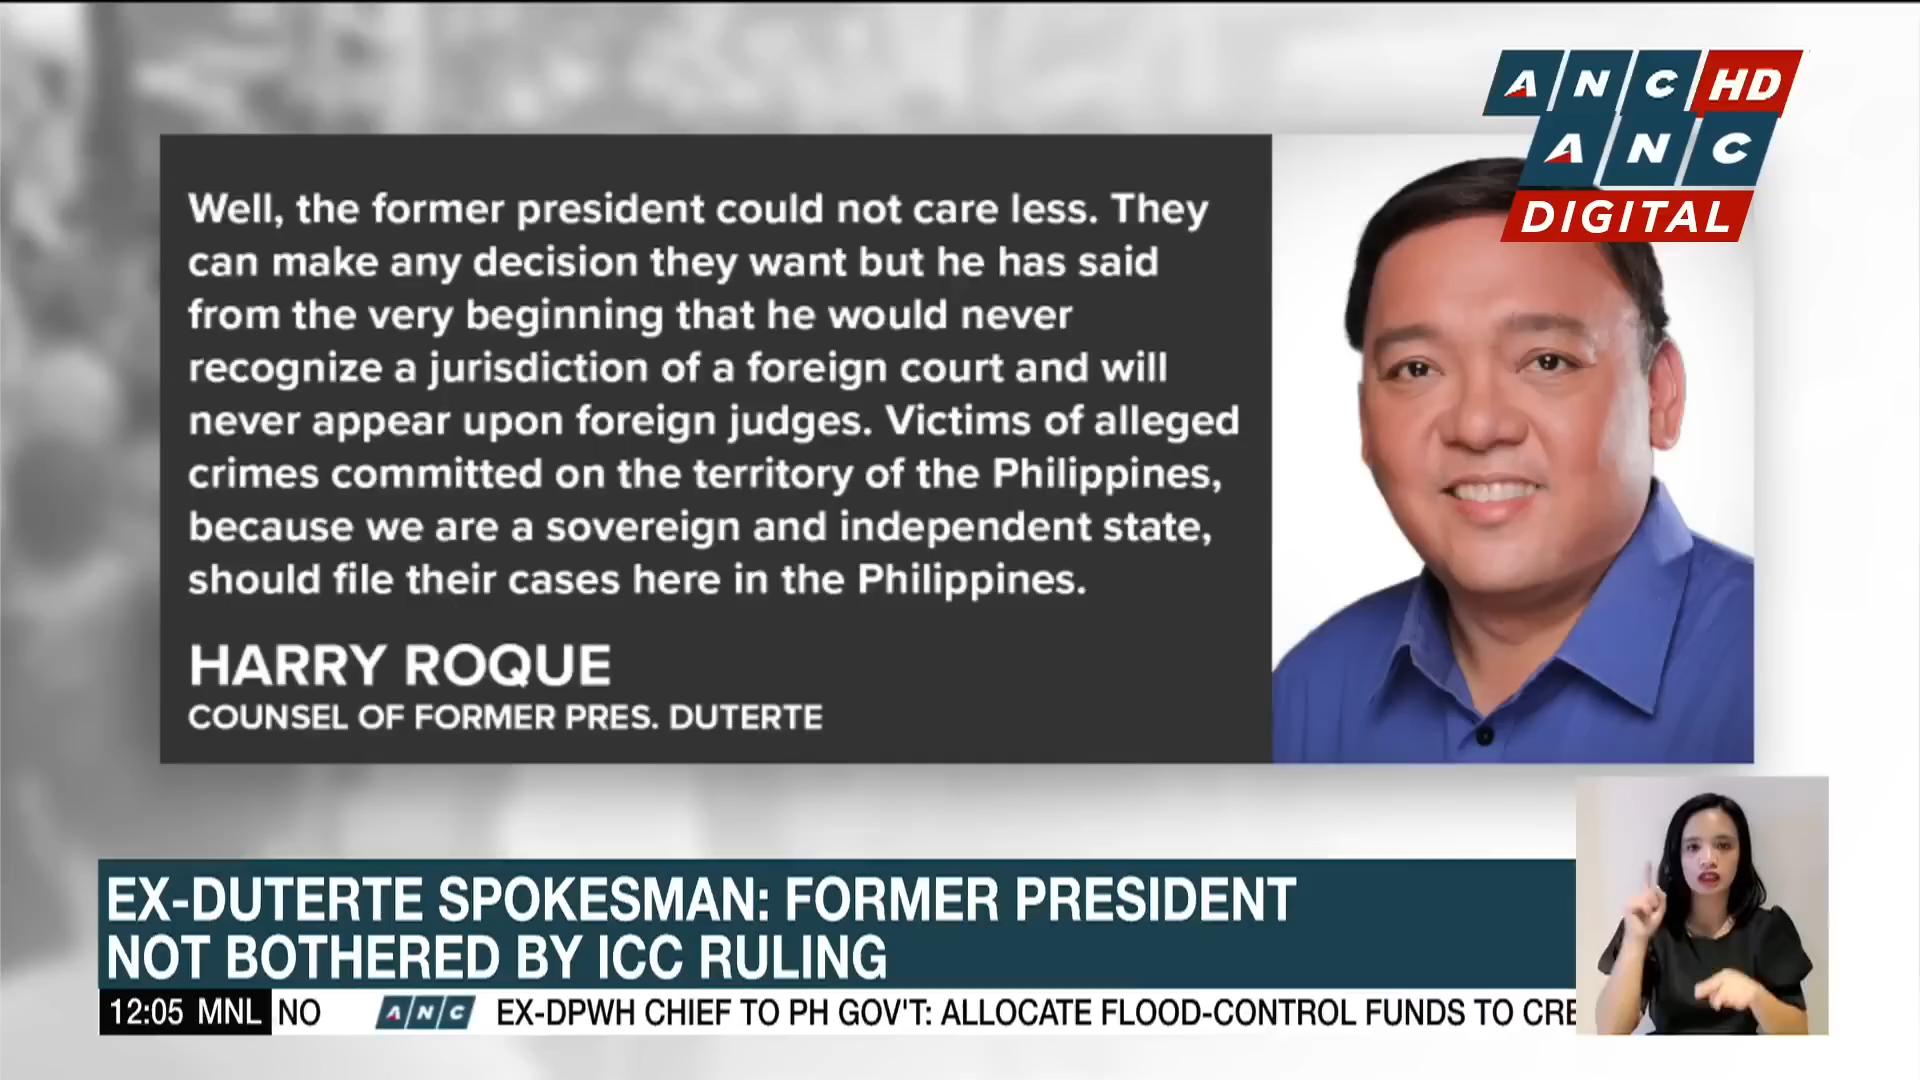 ANC HD
ANC
DIGITAL
Well, the former president could not care less. They
can make any decision they want but he has said
from the very beginning that he would never
recognize a jurisdiction of a foreign court and will
never appear upon foreign judges. Victims of alleged
crimes committed on the territory of the Philippines,
because we are a sovereign and independent state,
should file their cases here in the Philippines.
HARRY ROQUE
COUNSEL OF FORMER PRES. DUTERTE
EX-DUTERTE SPOKESMAN: FORMER PRESIDENT
NOT BOTHERED BY ICC RULING
12:05 MNL NO ANC EX-DPWH CHIEF TO PH GOV'T: ALLOCATE FLOOD-CONTROL FUNDS TO CRE